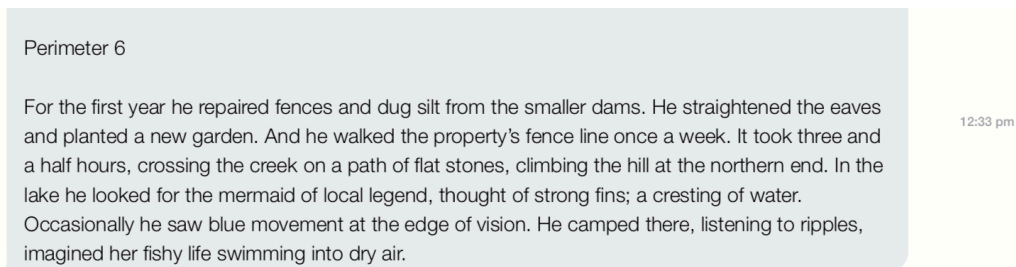 Perimeter 6
For the first year he repaired fences and dug silt from the smaller dams. He straightened the eaves
and planted a new garden. And he walked the property’s fence line once a week. It took three and
a half hours, crossing the creek on a path of flat stones, climbing the hill at the northern end. In the
lake he looked for the mermaid of local legend, thought of strong fins; a cresting of water.
Occasionally he saw blue movement at the edge of vision. He camped there, listening to ripples,
imagined her fishy life swimming into dry air.
12:33 pm